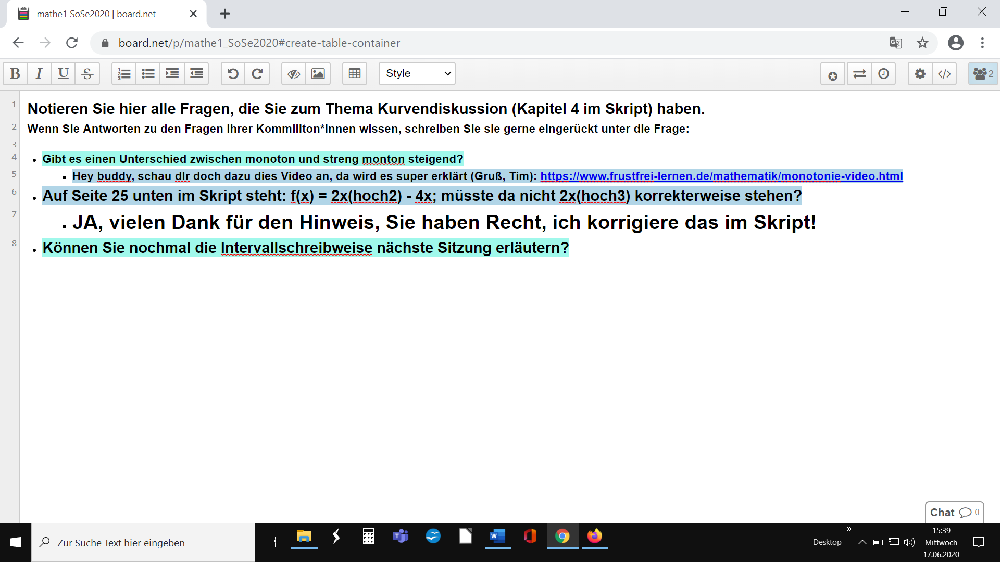 mathe1 SoSe2020 | board.net
board.net/p/mathe1_SoSe2020#create-table-container
B I U S Style 2
1 Notieren Sie hier alle Fragen, die Sie zum Thema Kurvendiskussion (Kapitel 4 im Skript) haben.
2 Wenn Sie Antworten zu den Fragen Ihrer Kommiliton*innen wissen, schreiben Sie sie gerne eingerückt unter die Frage:
3
4 Gibt es einen Unterschied zwischen monoton und streng monton steigend?
5 Hey buddy, schau dIr doch dazu dies Video an, da wird es super erklärt (Gruß, Tim): https://www.frustfrei-lernen.de/mathematik/monotonie-video.html
6 Auf Seite 25 unten im Skript steht: f(x) = 2x(hoch2) - 4x; müsste da nicht 2x(hoch3) korrekterweise stehen?
7 JA, vielen Dank für den Hinweis, Sie haben Recht, ich korrigiere das im Skript!
8 Können Sie nochmal die Intervallschreibweise nächste Sitzung erläutern?
Chat 0
Zur Suche Text hier eingeben
Desktop
15:39
Mittwoch
17.06.2020